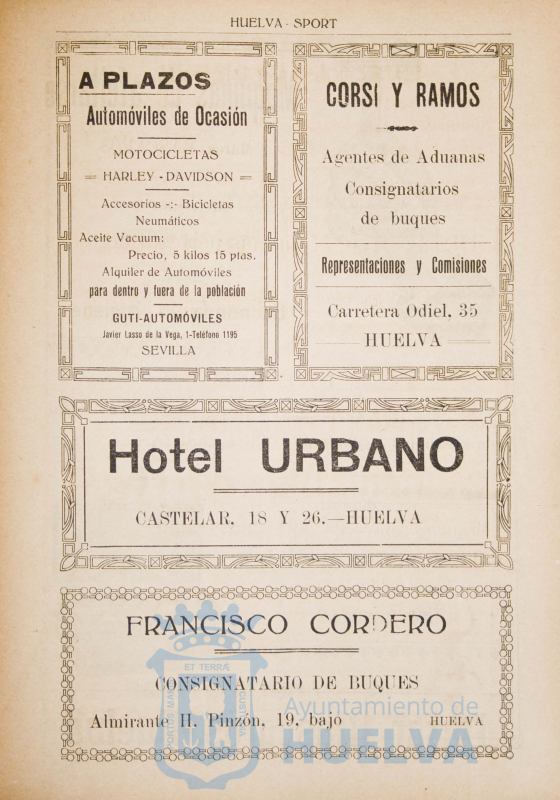 HUELVA - SPORT
A PLAZOS
Automóviles de Ocasión
MOTOCICLETAS
= HARLEY - DAVIDSON =
Accesorios -:- Bicicletas
Neumáticos
Aceite Vacuum:
Precio, 5 kilos 15 ptas.
Alquiler de Automóviles
para dentro y fuera de la población
GUTI-AUTOMÓVILES
Javier Lasso de la Vega, 1-Teléfono 1195
SEVILLA
CORSI Y RAMOS
Agentes de Aduanas
Consignatarios
de buques
Representaciones y Comisiones
Carretera Odiel, 35
HUELVA
Hotel URBANO
CASTELAR, 18 Y 26.—HUELVA
FRANCISCO CORDERO
CONSIGNATARIO DE BUQUES
Almirante H. Pinzón, 19, bajo HUELVA
ET TERRÆ
Ayuntamiento de
HUELVA